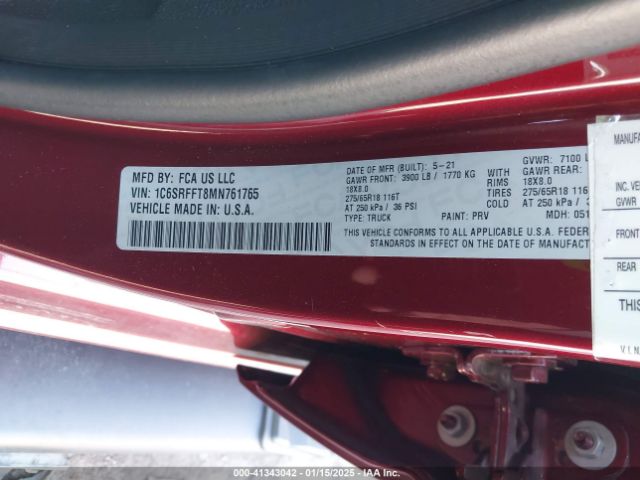 MFD BY: FCA US LLC
VIN: 1C6SRFFT8MN761765
VEHICLE MADE IN U.S.A.
DATE OF MFR (BUILT): 5-21
GAWR FRONT: 3900 LB / 1770 KG
18X8.0
275/65R18 116T
AT 250 kPa / 36 PSI
TYPE: TRUCK
PAINT: PRV
MDH: 051
WITH
RIMS
TIRES
COLD
GVWR: 7100 L
GAWR REAR:
18X8.0
275/65R18
AT 250 kPa /
THIS VEHICLE CONFORMS TO ALL APPLICABLE U.S.A. FEDER
STANDARDS IN EFFECT ON THE DATE OF MANUFACT
MANUFA
INC. VE
GVWR
FRONT
REAR
THIS
V.I.N.
000-41343042 - 01/15/2025 - IAA Inc.